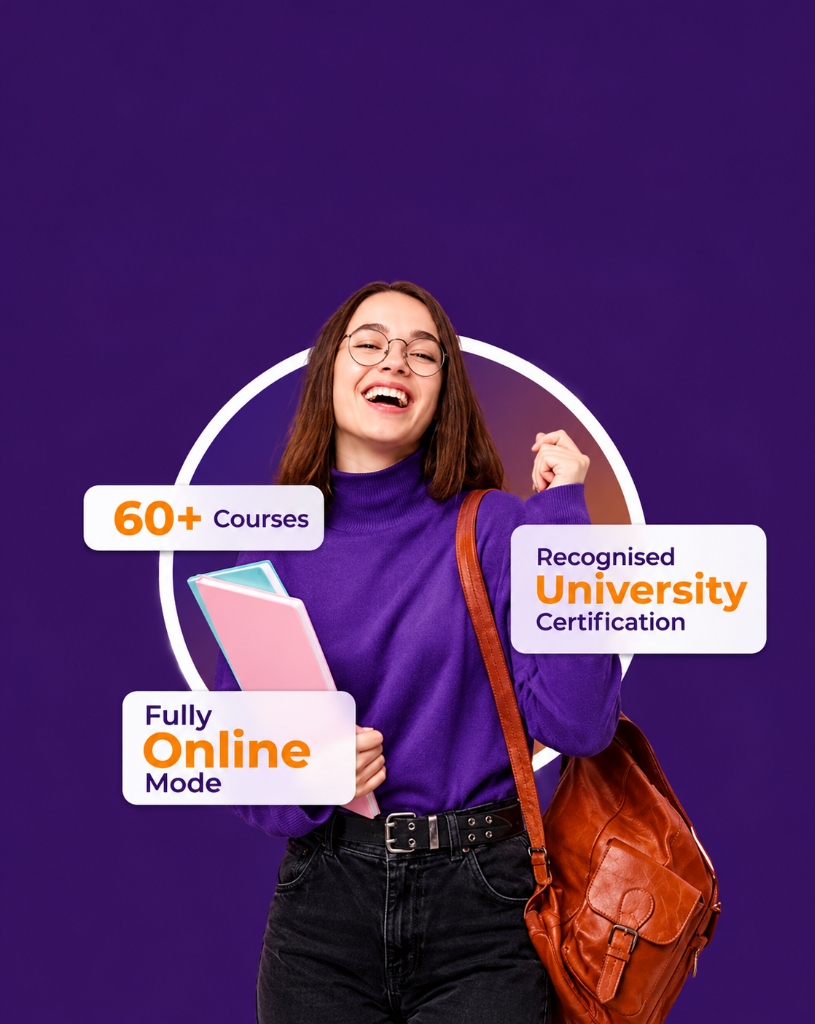 60+ Courses
Recognised
University
Certification
Fully
Online
Mode